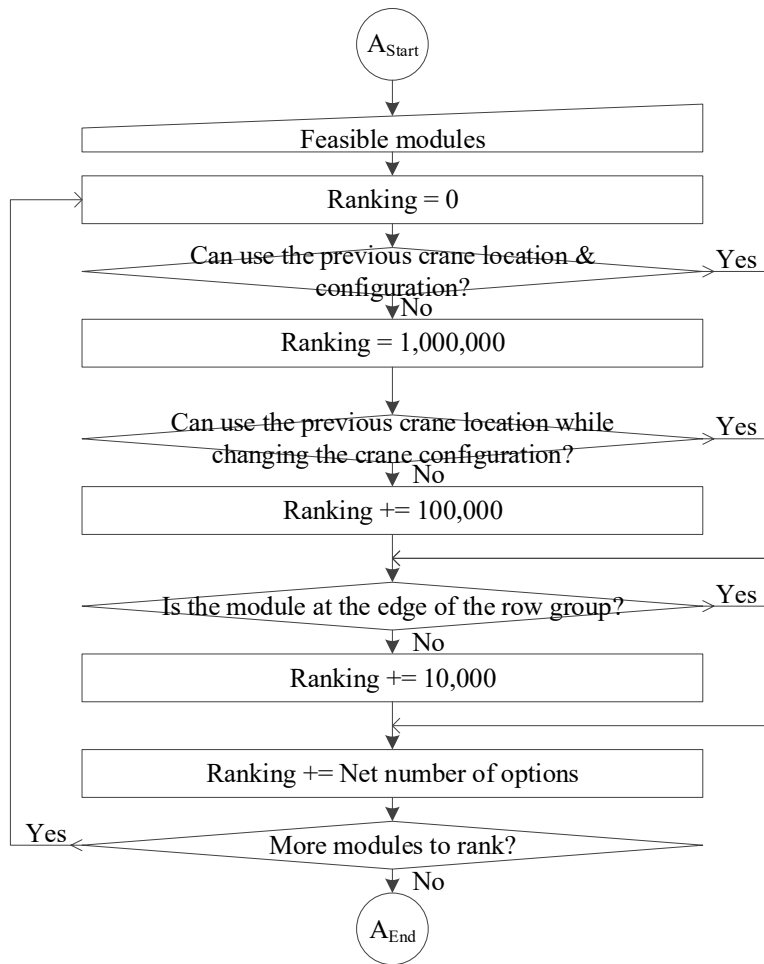 A_Start
Feasible modules
Ranking = 0
Can use the previous crane location &
configuration?
Yes
No
Ranking = 1,000,000
Can use the previous crane location while
changing the crane configuration?
Yes
No
Ranking += 100,000
Is the module at the edge of the row group?
Yes
No
Ranking += 10,000
Ranking += Net number of options
Yes
More modules to rank?
No
A_End